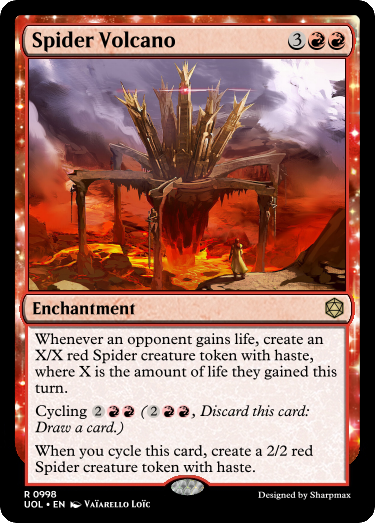 Spider Volcano 3
Enchantment
Whenever an opponent gains life, create an
X/X red Spider creature token with haste,
where X is the amount of life they gained this
turn.
Cycling 2 (2, Discard this card:
Draw a card.)
When you cycle this card, create a 2/2 red
Spider creature token with haste.
R 0998
UOL • EN Vaïarello Loïc
Designed by Sharpmax